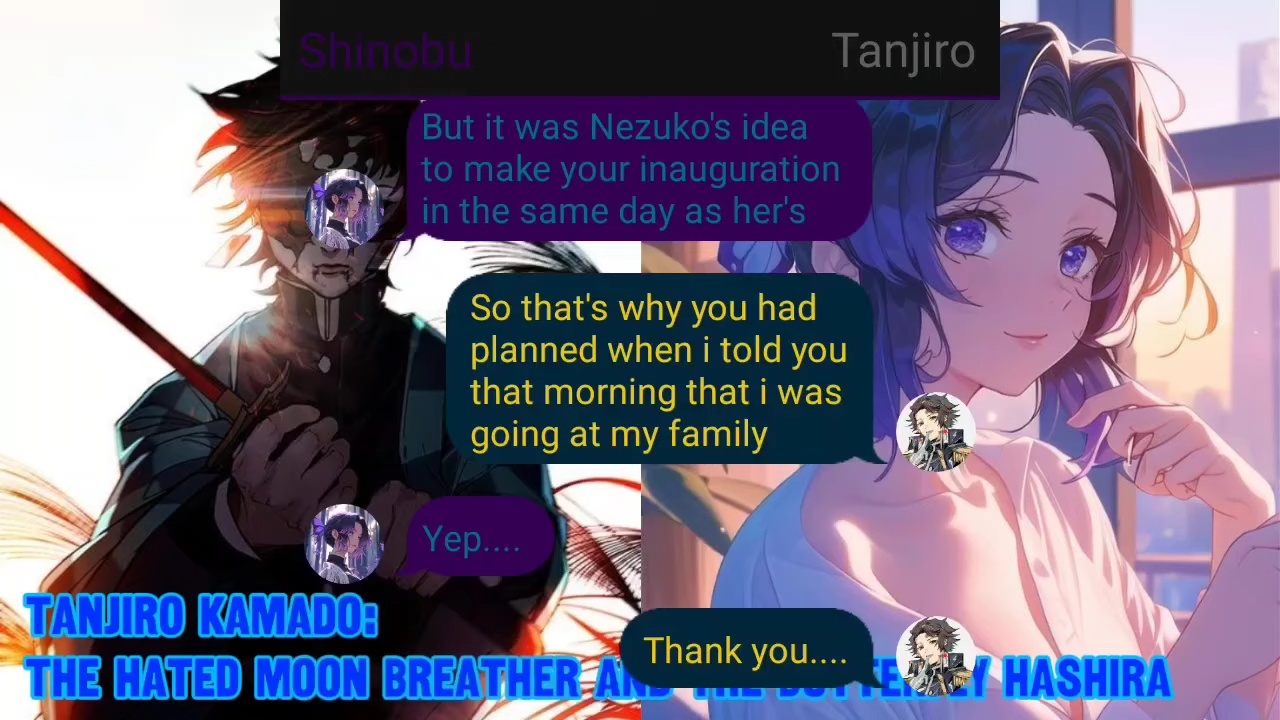 Shinobu
Tanjiro
But it was Nezuko's idea
to make your inauguration
in the same day as her's
So that's why you had
planned when i told you
that morning that i was
going at my family
Yep....
Thank you....
TANJIRO KAMADO:
THE HATED MOON BREATHER AND THE BUTTERFLY HASHIRA